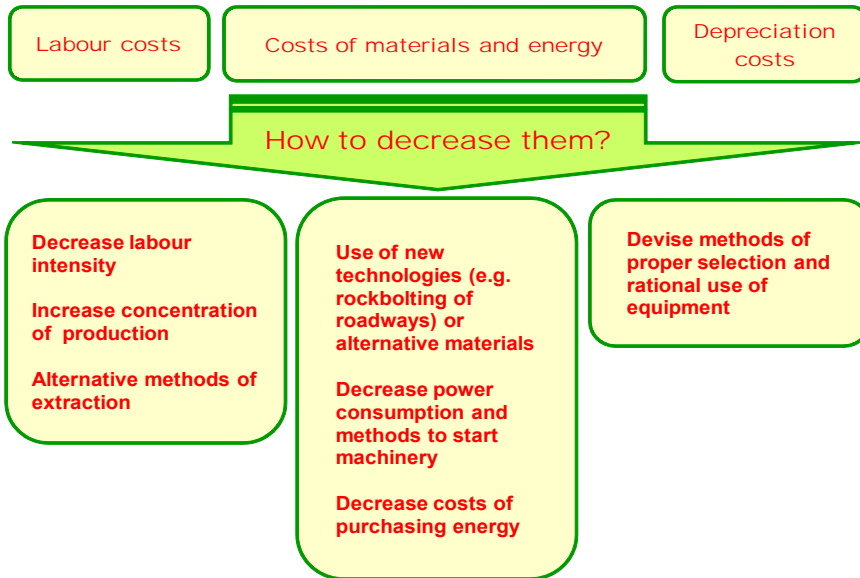 Labour costs
Costs of materials and energy
Depreciation
costs
How to decrease them?
Decrease labour
intensity
Increase concentration
of production
Alternative methods of
extraction
Use of new
technologies (e.g.
rockbolting of
roadways) or
alternative materials
Decrease power
consumption and
methods to start
machinery
Decrease costs of
purchasing energy
Devise methods of
proper selection and
rational use of
equipment